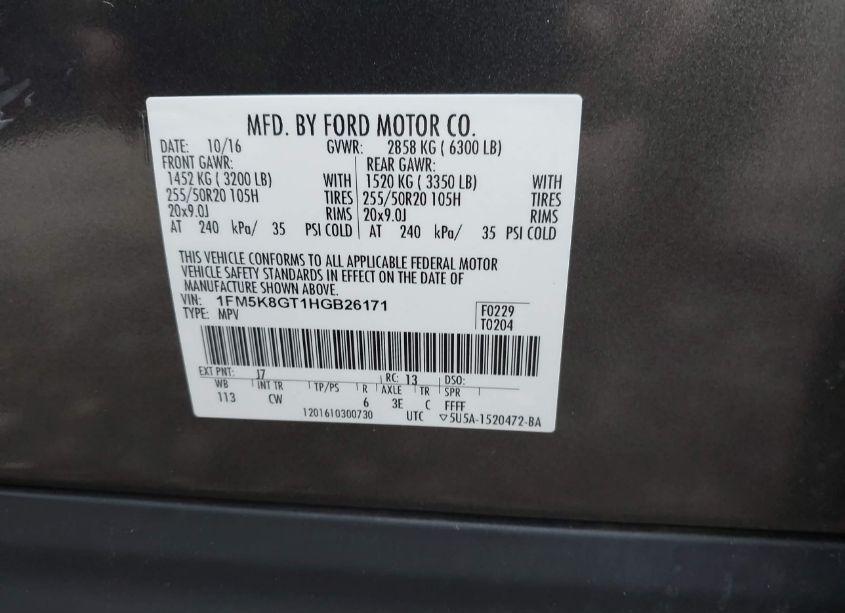 MFD. BY FORD MOTOR CO.
DATE: 10/16 GVWR: 2858 KG ( 6300 LB)
FRONT GAWR: REAR GAWR:
1452 KG ( 3200 LB) WITH 1520 KG ( 3350 LB) WITH
255/50R20 105H TIRES 255/50R20 105H TIRES
20x9.0J RIMS 20x9.0J RIMS
AT 240 kPa/ 35 PSI COLD AT 240 kPa/ 35 PSI COLD
THIS VEHICLE CONFORMS TO ALL APPLICABLE FEDERAL MOTOR
VEHICLE SAFETY STANDARDS IN EFFECT ON THE DATE OF
MANUFACTURE SHOWN ABOVE.
VIN: 1FM5K8GT1HGB26171 F0229
TYPE: MPV T0204
EXT PNT: J7 RC: 13 DSO:
WB INT TR TP/PS R AXLE TR SPR
113 CW 6 3E C FFFF
1201610300730 UTC ▽5U5A-1520472-BA